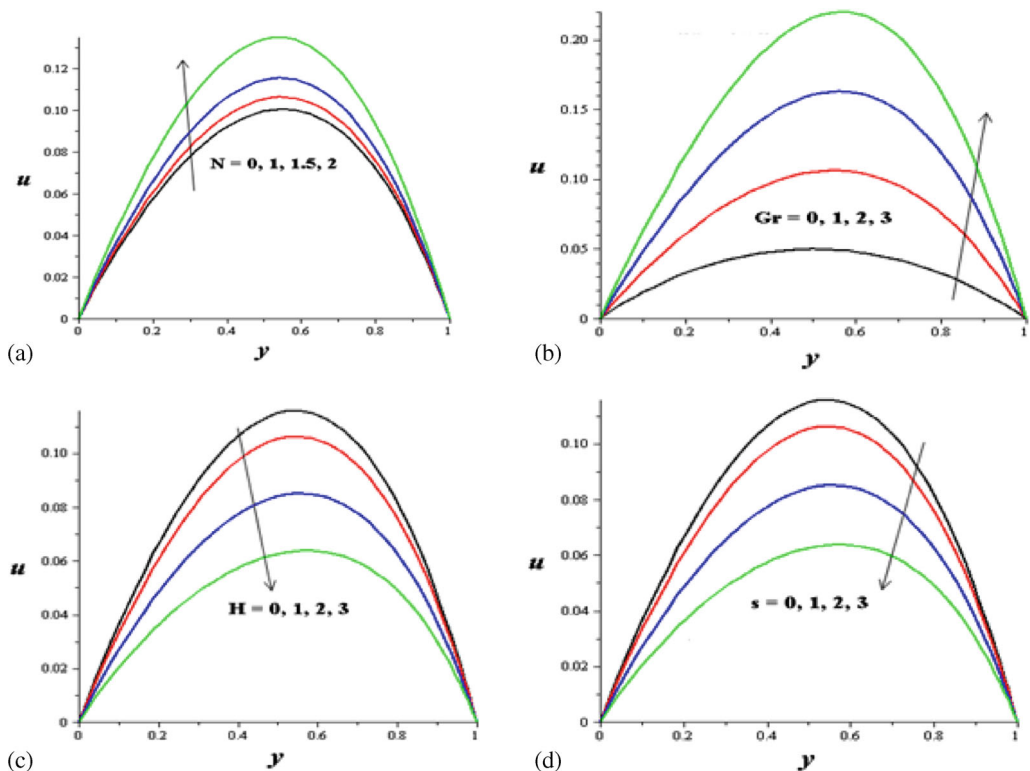 0.12
0.10
0.08
0.06
0.04
0.02
0
0 0.2 0.4 0.6 0.8 1
u
y
N = 0, 1, 1.5, 2
(a)
0.20
0.15
0.10
0.05
0
0 0.2 0.4 0.6 0.8 1
u
y
Gr = 0, 1, 2, 3
(b)
0.10
0.08
0.06
0.04
0.02
0
0 0.2 0.4 0.6 0.8 1
u
y
H = 0, 1, 2, 3
(c)
0.10
0.08
0.06
0.04
0.02
0
0 0.2 0.4 0.6 0.8 1
u
y
s = 0, 1, 2, 3
(d)